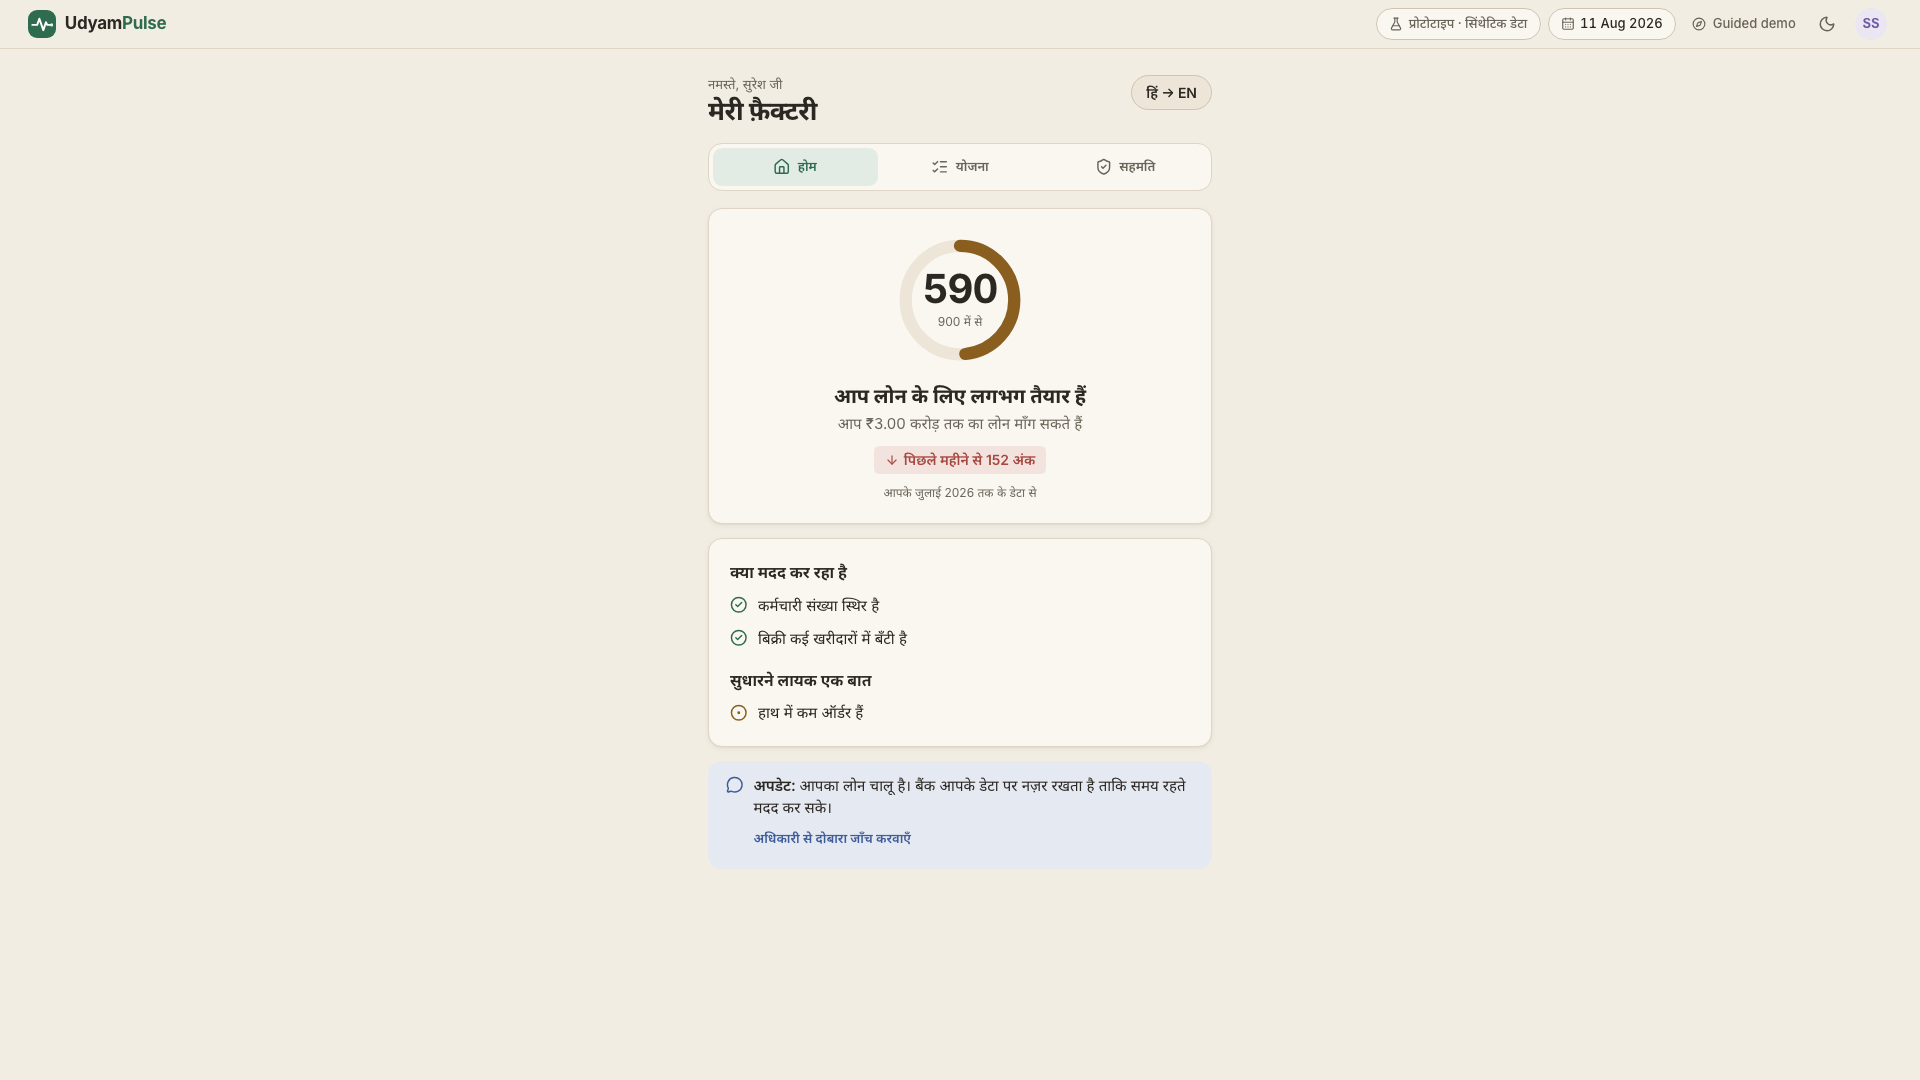 UdyamPulse
प्रोटोटाइप · सिंथेटिक डेटा
11 Aug 2026
Guided demo
SS
नमस्ते, सुरेश जी
मेरी फ़ैक्टरी
हिं → EN
होम
योजना
सहमति
590
900 में से
आप लोन के लिए लगभग तैयार हैं
आप ₹3.00 करोड़ तक का लोन माँग सकते हैं
↓ पिछले महीने से 152 अंक
आपके जुलाई 2026 तक के डेटा से
क्या मदद कर रहा है
कर्मचारी संख्या स्थिर है
बिक्री कई खरीदारों में बँटी है
सुधारने लायक एक बात
हाथ में कम ऑर्डर हैं
अपडेट: आपका लोन चालू है। बैंक आपके डेटा पर नज़र रखता है ताकि समय रहते
मदद कर सके।
अधिकारी से दोबारा जाँच करवाएँ